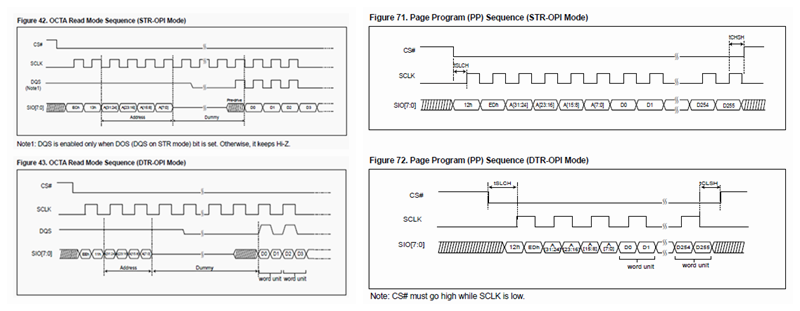 Figure 42. OCTA Read Mode Sequence (STR-OPI Mode)
CS#
SCLK
DQS
(Note1)
SIO[7:0]
EDh
12h
A[31:24]
A[23:16]
A[15:8]
A[7:0]
D0
D1
D2
D3
Address
Dummy
Note1: DQS is enabled only when DOS (DQS on STR mode) bit is set. Otherwise, it keeps Hi-Z.
Figure 43. OCTA Read Mode Sequence (DTR-OPI Mode)
CS#
SCLK
DQS
SIO[7:0]
D0
D1
D2
D3
Address
Dummy
word unit
word unit
Figure 71. Page Program (PP) Sequence (STR-OPI Mode)
CS#
tCHSH
tSLCH
SCLK
SIO[7:0]
12h
EDh
A[31:24]
A[23:16]
A[15:8]
A[7:0]
D0
D1
D254
D255
Figure 72. Page Program (PP) Sequence (DTR-OPI Mode)
CS#
tSLCH
tCLSH
SCLK
SIO[7:0]
12h
EDh
A
[31:24]
A
[23:16]
A
[15:8]
A
[7:0]
D0
D1
D254
D255
word unit
word unit
Note: CS# must go high while SCLK is low.